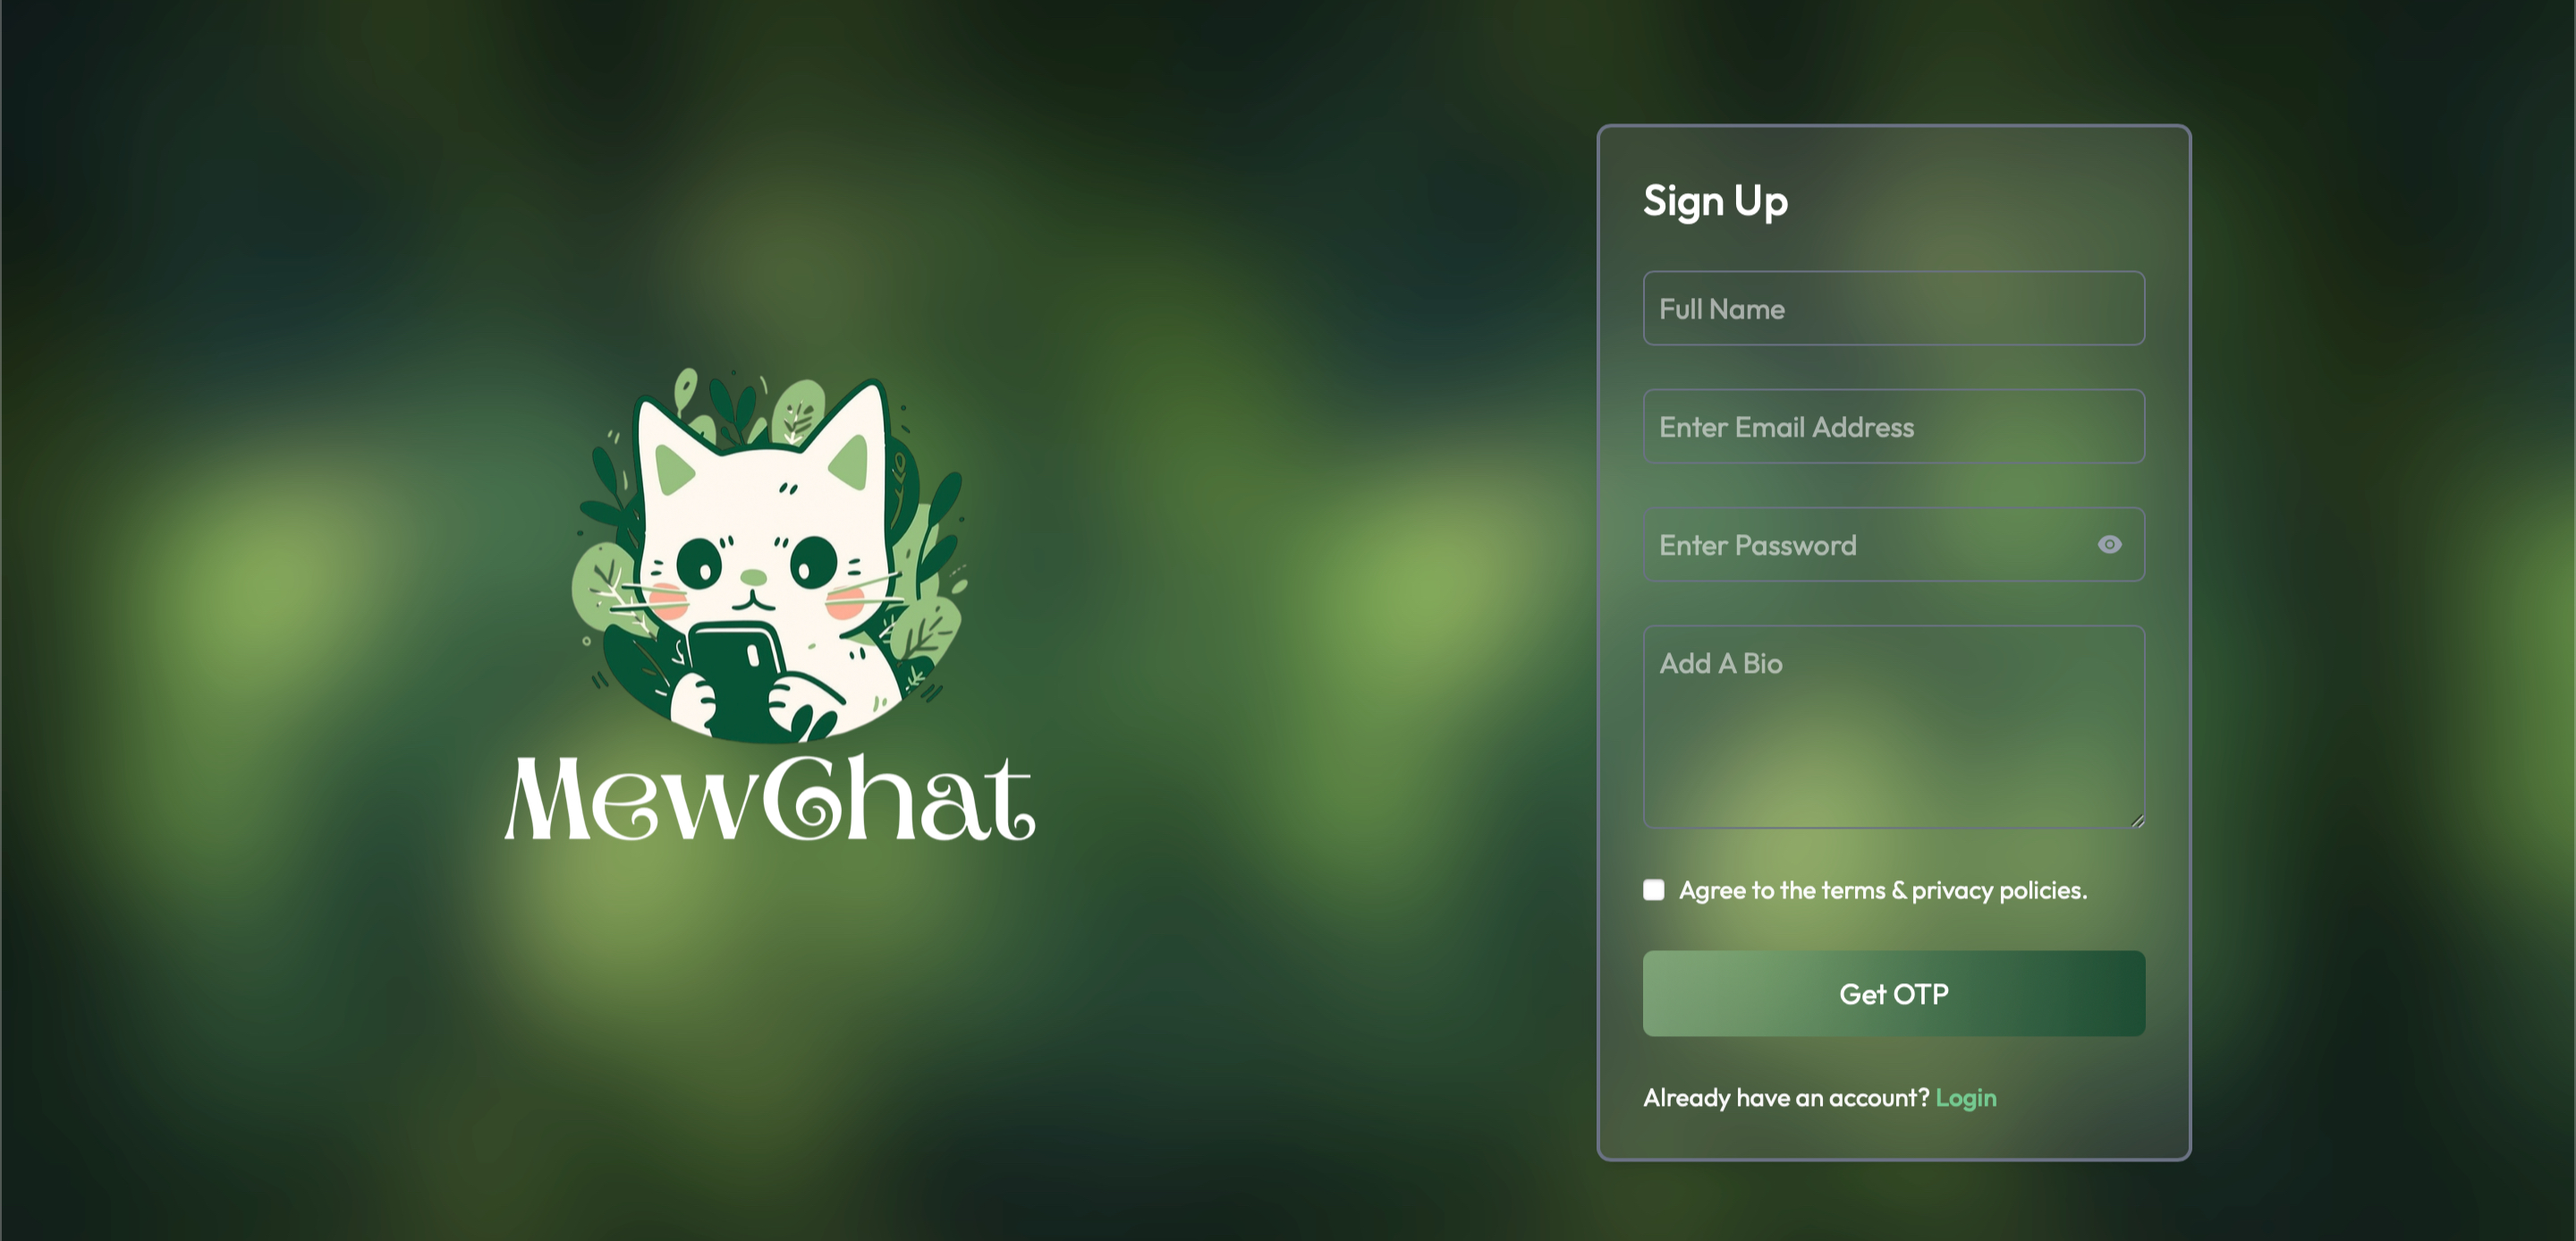 MewChat
Sign Up
Full Name
Enter Email Address
Enter Password
Add A Bio
Agree to the terms & privacy policies.
Get OTP
Already have an account? Login